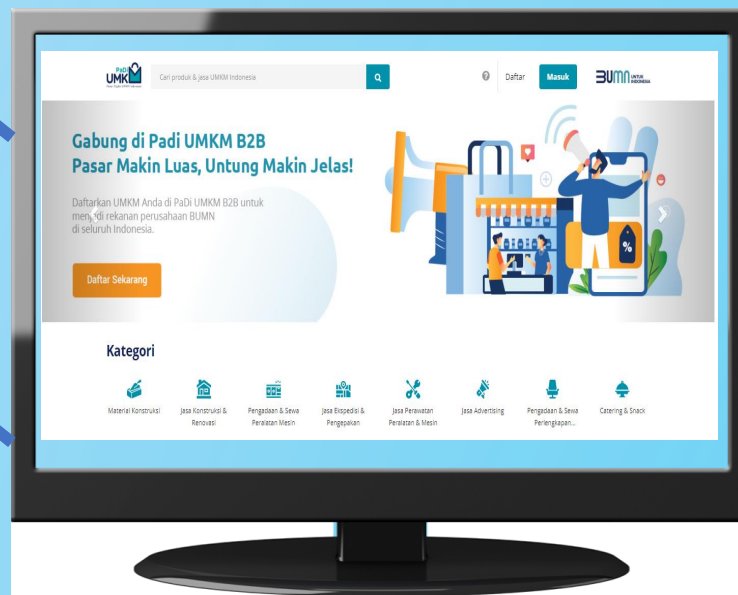 PaDi
UMKM
Cari produk & jasa UMKM Indonesia
Daftar
Masuk
BUMN UNTUK
INDONESIA
Gabung di Padi UMKM B2B
Pasar Makin Luas, Untung Makin Jelas!
Daftarkan UMKM Anda di PaDi UMKM B2B untuk
menjadi rekanan perusahaan BUMN
di seluruh Indonesia.
Daftar Sekarang
%
Kategori
Material Konstruksi
Jasa Konstruksi &
Renovasi
Pengadaan & Sewa
Peralatan Mesin
Jasa Ekspedisi &
Pengepakan
Jasa Perawatan
Peralatan & Mesin
Jasa Advertising
Pengadaan & Sewa
Perlengkapan...
Catering & Snack